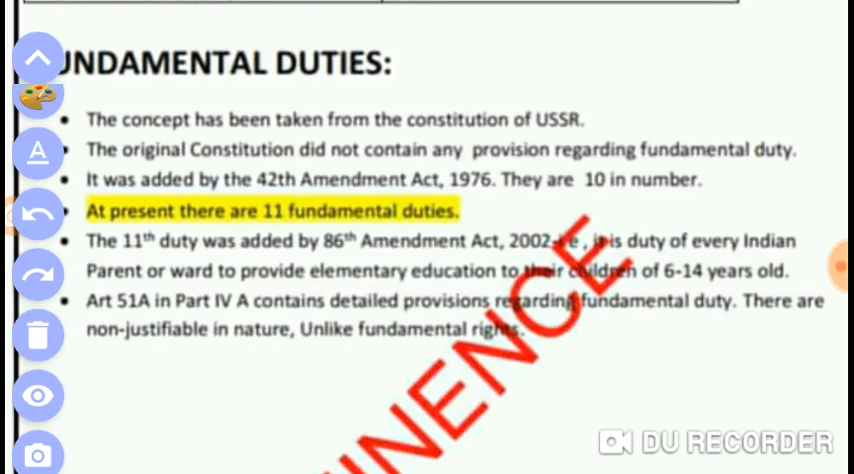 UNDAMENTAL DUTIES:
• The concept has been taken from the constitution of USSR.
• The original Constitution did not contain any provision regarding fundamental duty.
• It was added by the 42th Amendment Act, 1976. They are 10 in number.
• At present there are 11 fundamental duties.
• The 11th duty was added by 86th Amendment Act, 2002-i.e, it is duty of every Indian
Parent or ward to provide elementary education to their children of 6-14 years old.
• Art 51A in Part IV A contains detailed provisions regarding fundamental duty. There are
non-justifiable in nature, Unlike fundamental rights.
INENCE
A
DU RECORDER